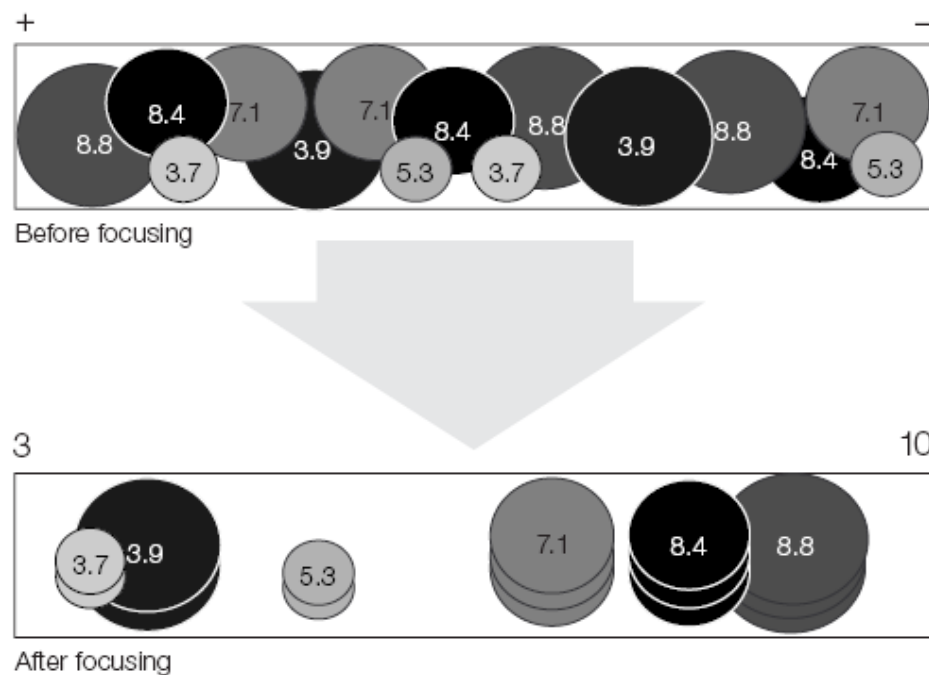 + –
8.8 8.4 3.7 7.1 3.9 7.1 5.3 8.4 3.7 8.8 3.9 8.8 8.4 7.1 5.3
Before focusing
3 10
3.7 3.9 5.3 7.1 8.4 8.8
After focusing